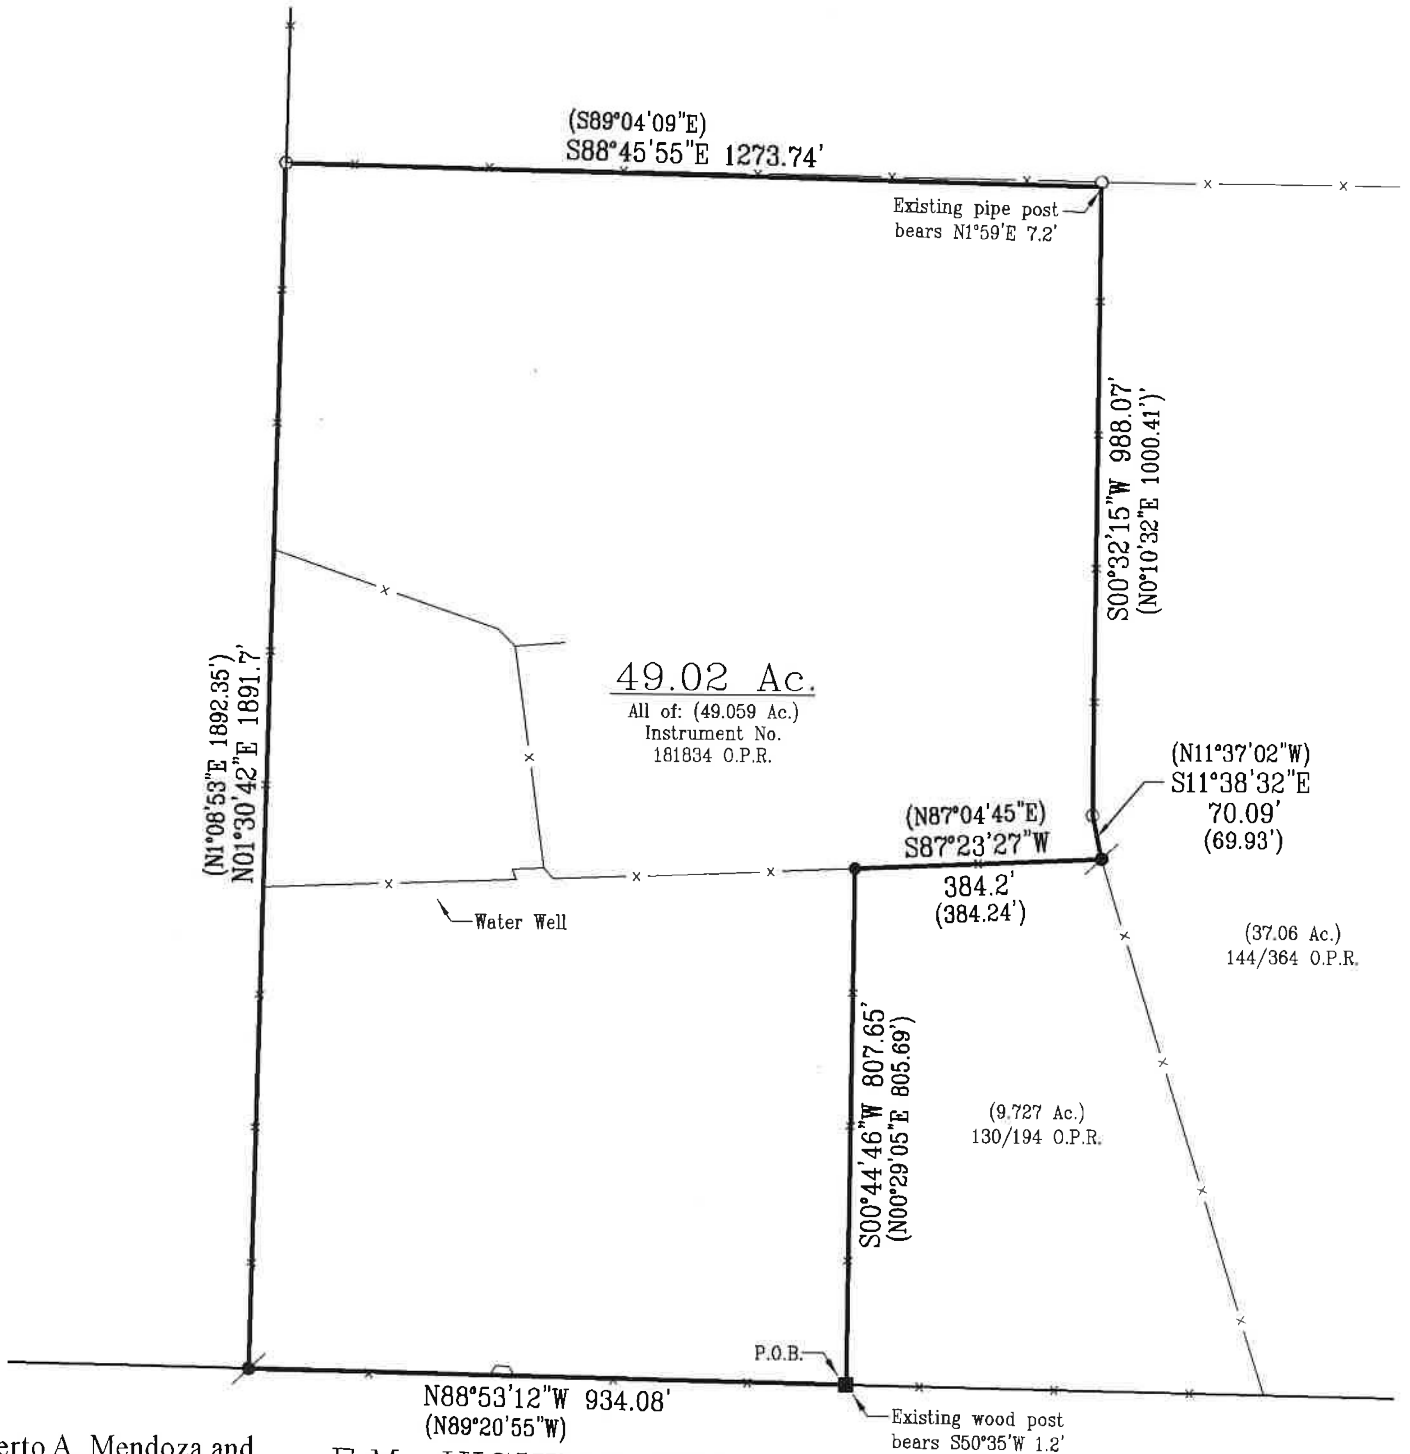 (S89°04'09"E)
S88°45'55"E 1273.74'
Existing pipe post
bears N1°59'E 7.2'
S00°32'15"W 988.07'
(N0°10'32"E 1000.41')'
(N1°08'53"E 1892.35')
N01°30'42"E 1891.7'
49.02 Ac.
All of: (49.059 Ac.)
Instrument No.
181834 O.P.R.
(N11°37'02"W)
S11°38'32"E
70.09'
(69.93')
(N87°04'45"E)
S87°23'27"W
384.2'
(384.24')
Water Well
(37.06 Ac.)
144/364 O.P.R.
S00°44'46"W 807.65'
(N00°29'05"E 805.69')
(9.727 Ac.)
130/194 O.P.R.
P.O.B.
N88°53'12"W 934.08'
(N89°20'55"W)
Existing wood post
bears S50°35'W 1.2'
erto A. Mendoza and